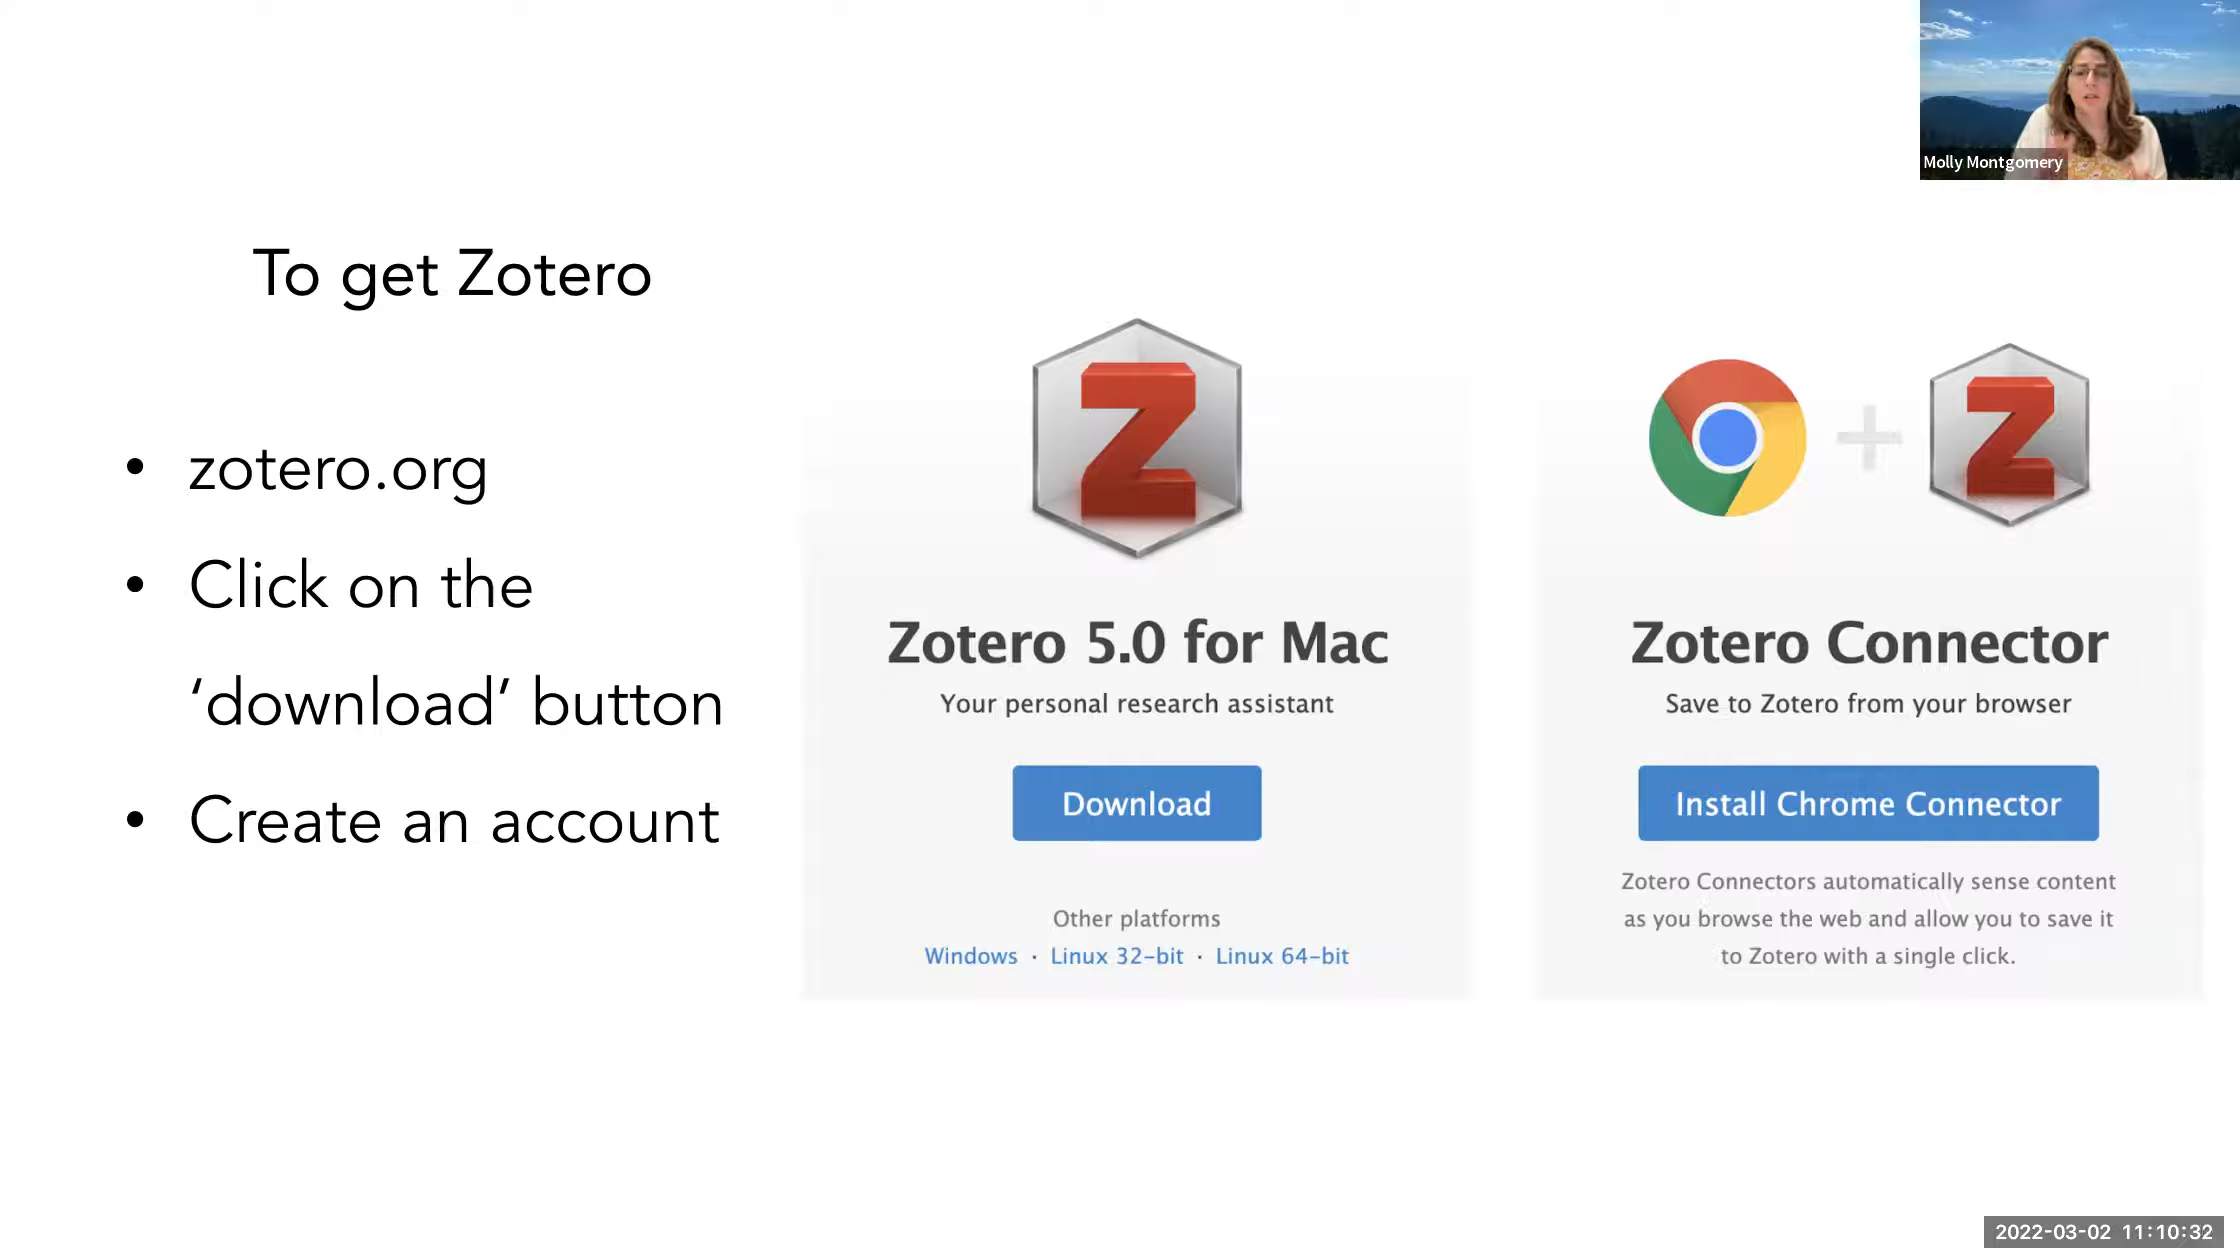 Molly Montgomery
To get Zotero
• zotero.org
• Click on the
‘download’ button
• Create an account
Z
Zotero 5.0 for Mac
Your personal research assistant
Download
Other platforms
Windows · Linux 32-bit · Linux 64-bit
+ Z
Zotero Connector
Save to Zotero from your browser
Install Chrome Connector
Zotero Connectors automatically sense content
as you browse the web and allow you to save it
to Zotero with a single click.
2022-03-02 11:10:32